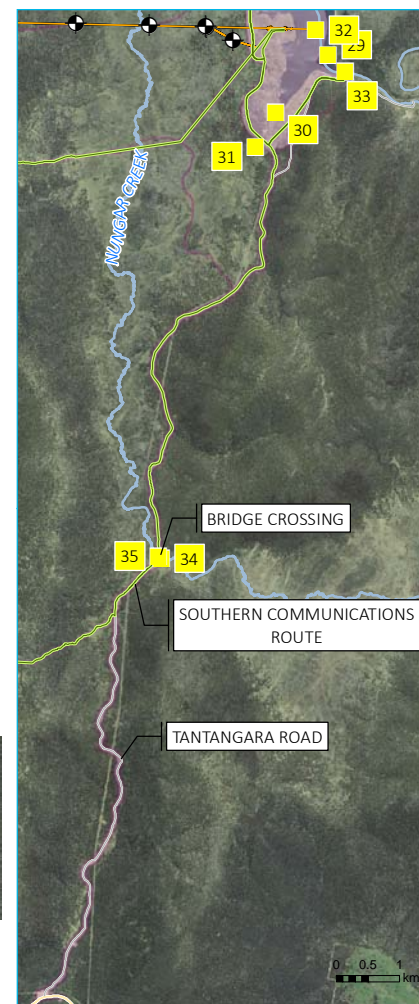 32
29
33
30
31
NUNGAR CREEK
BRIDGE CROSSING
35
34
SOUTHERN COMMUNICATIONS
ROUTE
TANTANGARA ROAD
0 0.5 1
km